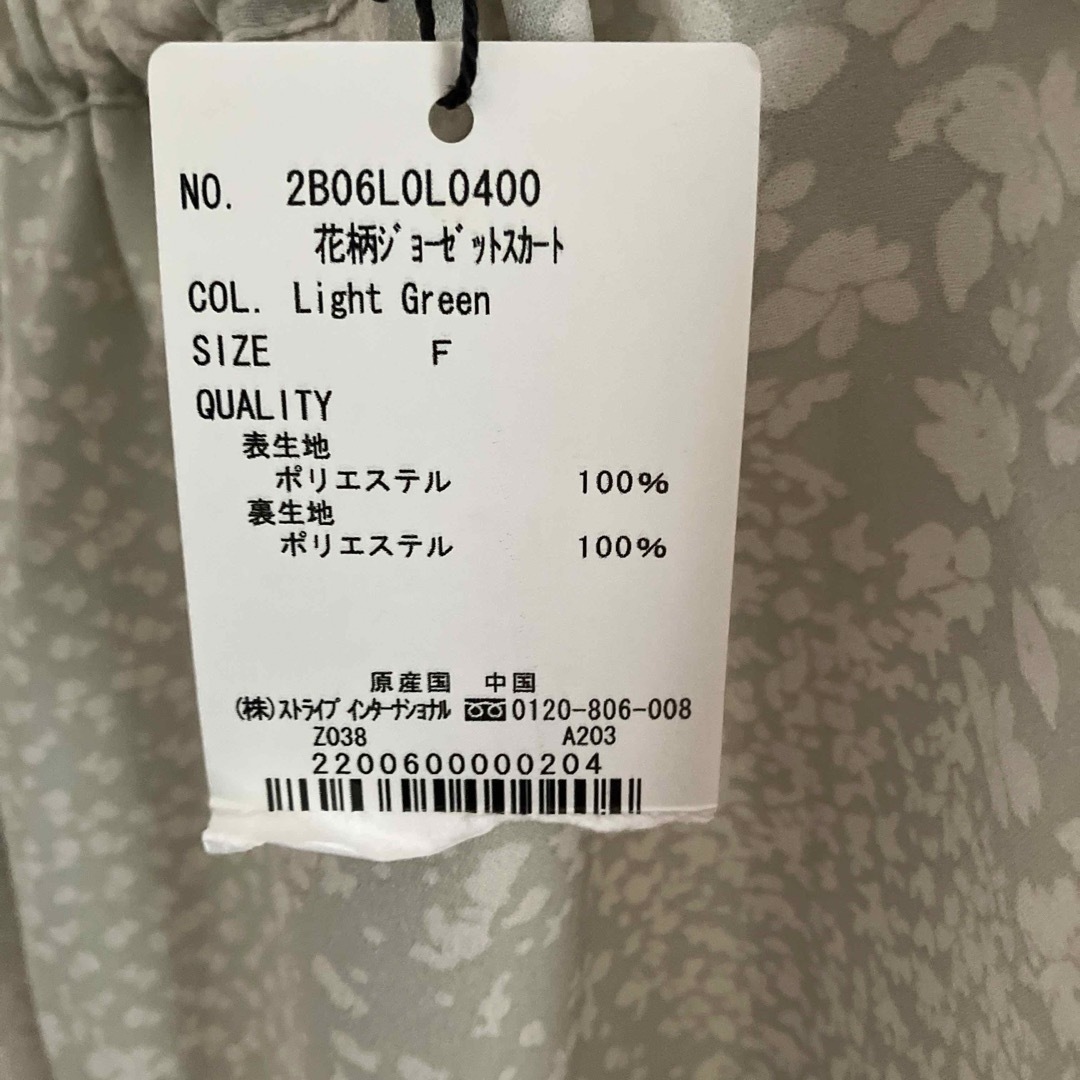 NO. 2B06L0L0400
花柄ｼﾞｮｰｾﾞｯﾄｽｶｰﾄ
COL. Light Green
SIZE F
QUALITY
表生地
ポリエステル 100%
裏生地
ポリエステル 100%
原産国 中国
(株)ｽﾄﾗｲﾌﾟ ｲﾝﾀｰﾅｼｮﾅﾙ 0120-806-008
Z038 A203
2200600000204